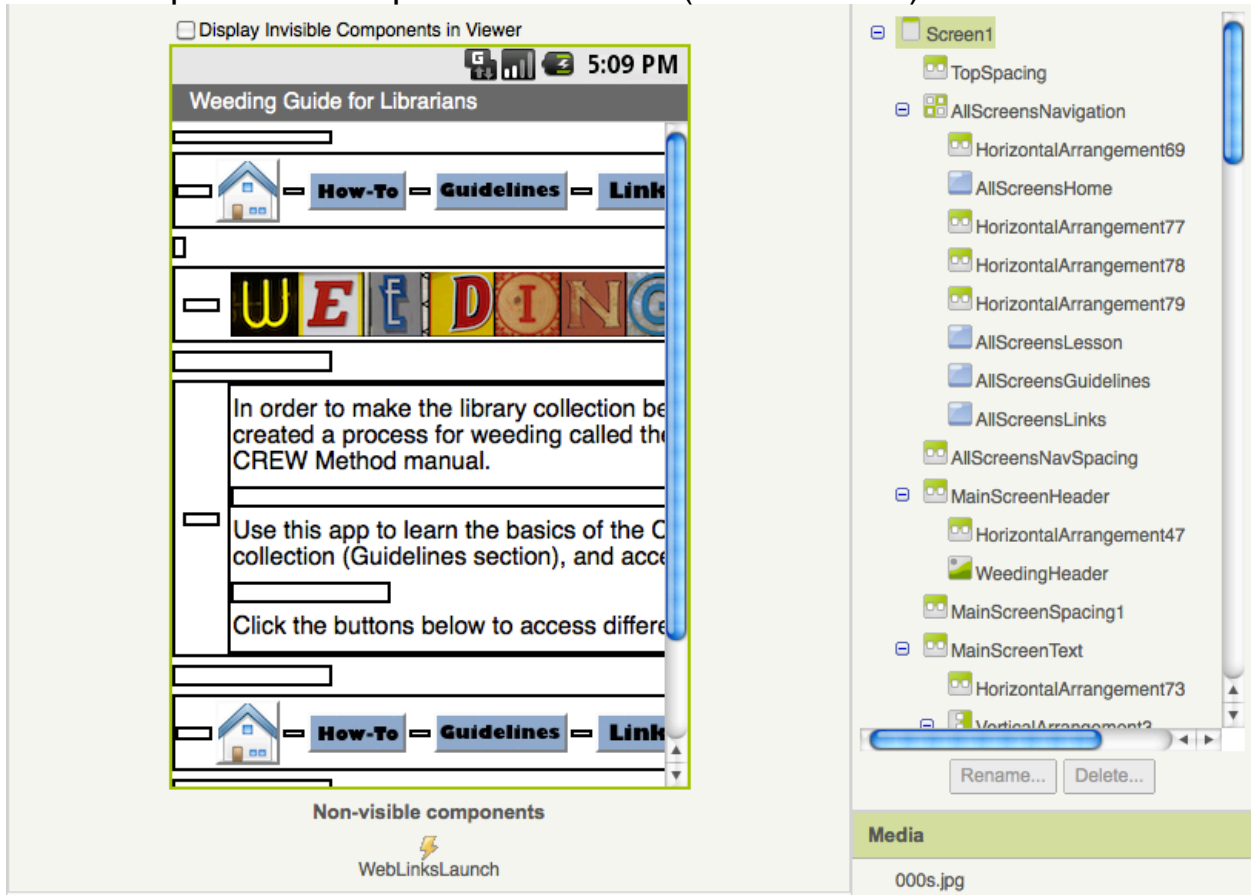 Display Invisible Components in Viewer
5:09 PM
Weeding Guide for Librarians
How-To
Guidelines
Link
WEEDING
In order to make the library collection be
created a process for weeding called the
CREW Method manual.
Use this app to learn the basics of the C
collection (Guidelines section), and acce
Click the buttons below to access differe
How-To
Guidelines
Link
Non-visible components
WebLinksLaunch
Screen1
TopSpacing
AllScreensNavigation
HorizontalArrangement69
AllScreensHome
HorizontalArrangement77
HorizontalArrangement78
HorizontalArrangement79
AllScreensLesson
AllScreensGuidelines
AllScreensLinks
AllScreensNavSpacing
MainScreenHeader
HorizontalArrangement47
WeedingHeader
MainScreenSpacing1
MainScreenText
HorizontalArrangement73
VerticalArrangement3
Rename...
Delete...
Media
000s.jpg